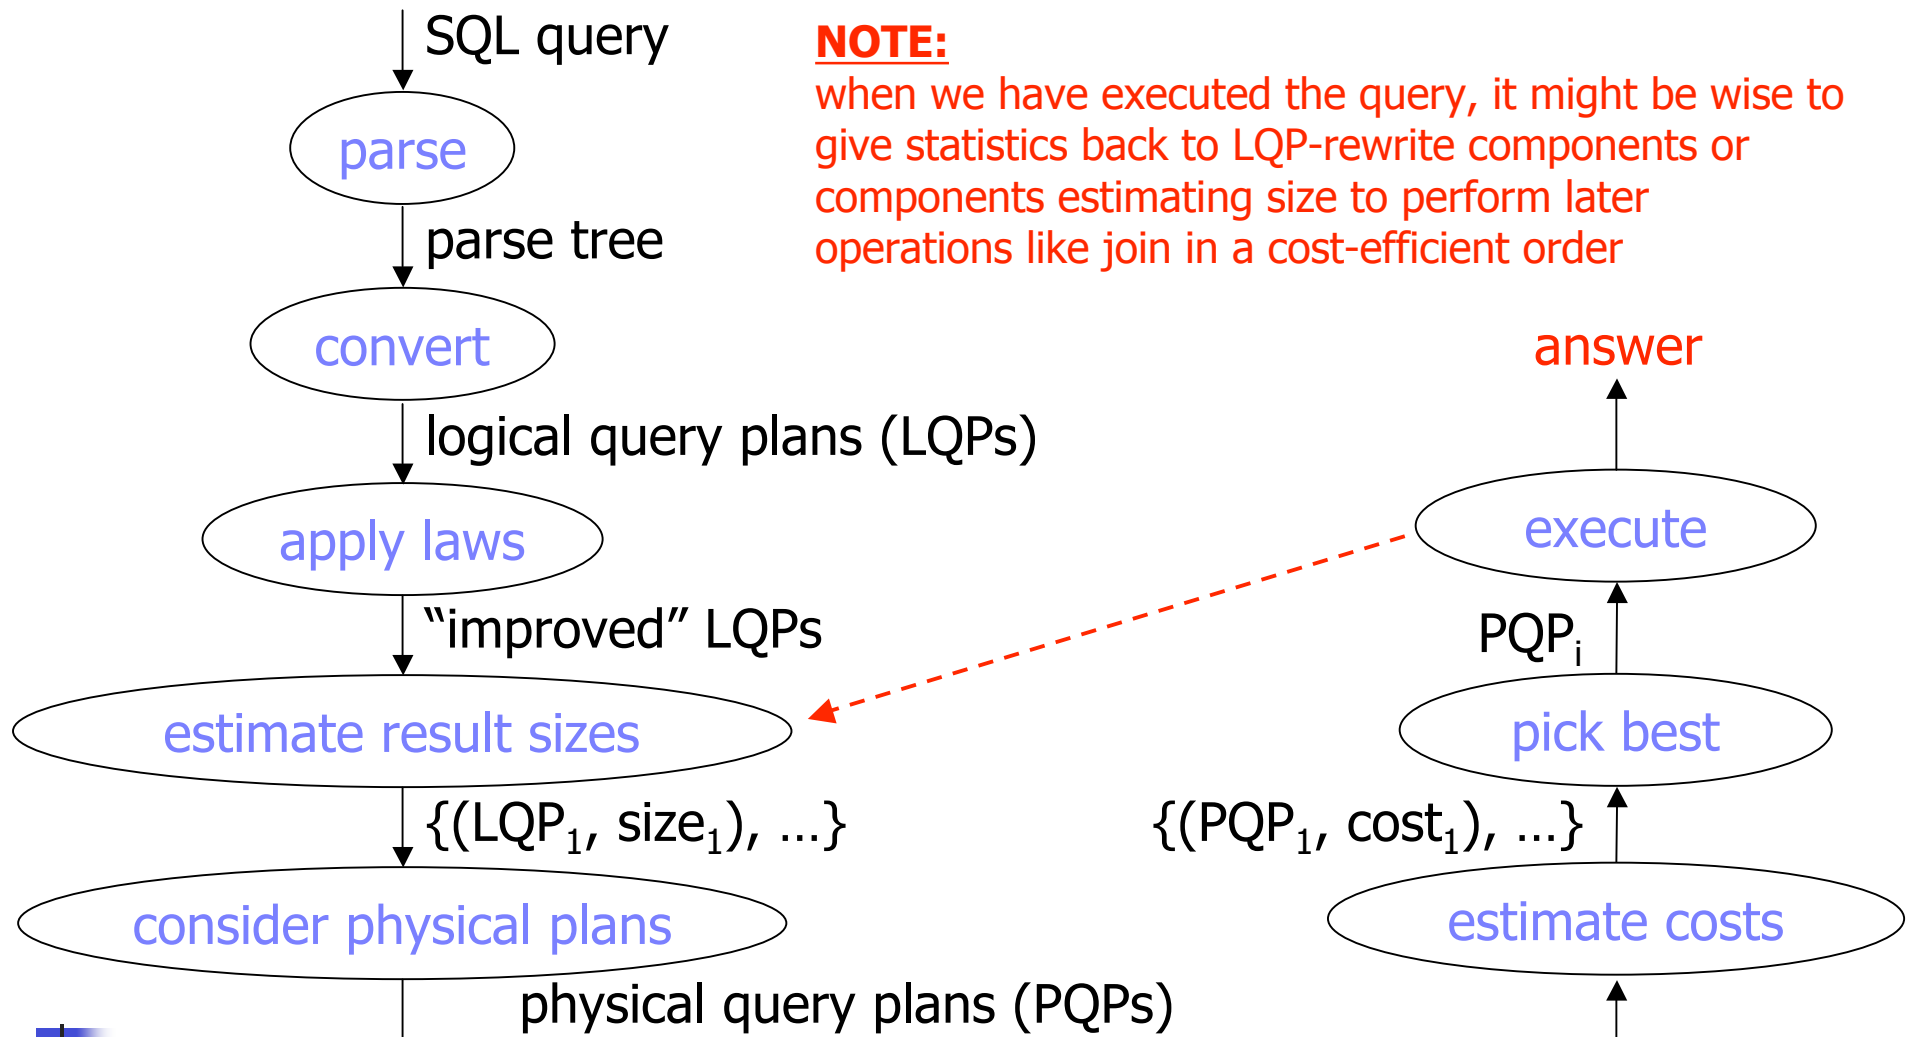 SQL query
NOTE:
when we have executed the query, it might be wise to
give statistics back to LQP-rewrite components or
components estimating size to perform later
operations like join in a cost-efficient order
parse
parse tree
convert
answer
logical query plans (LQPs)
apply laws
execute
“improved” LQPs
PQPi
estimate result sizes
pick best
{(LQP1, size1), …}
{(PQP1, cost1), …}
consider physical plans
estimate costs
physical query plans (PQPs)